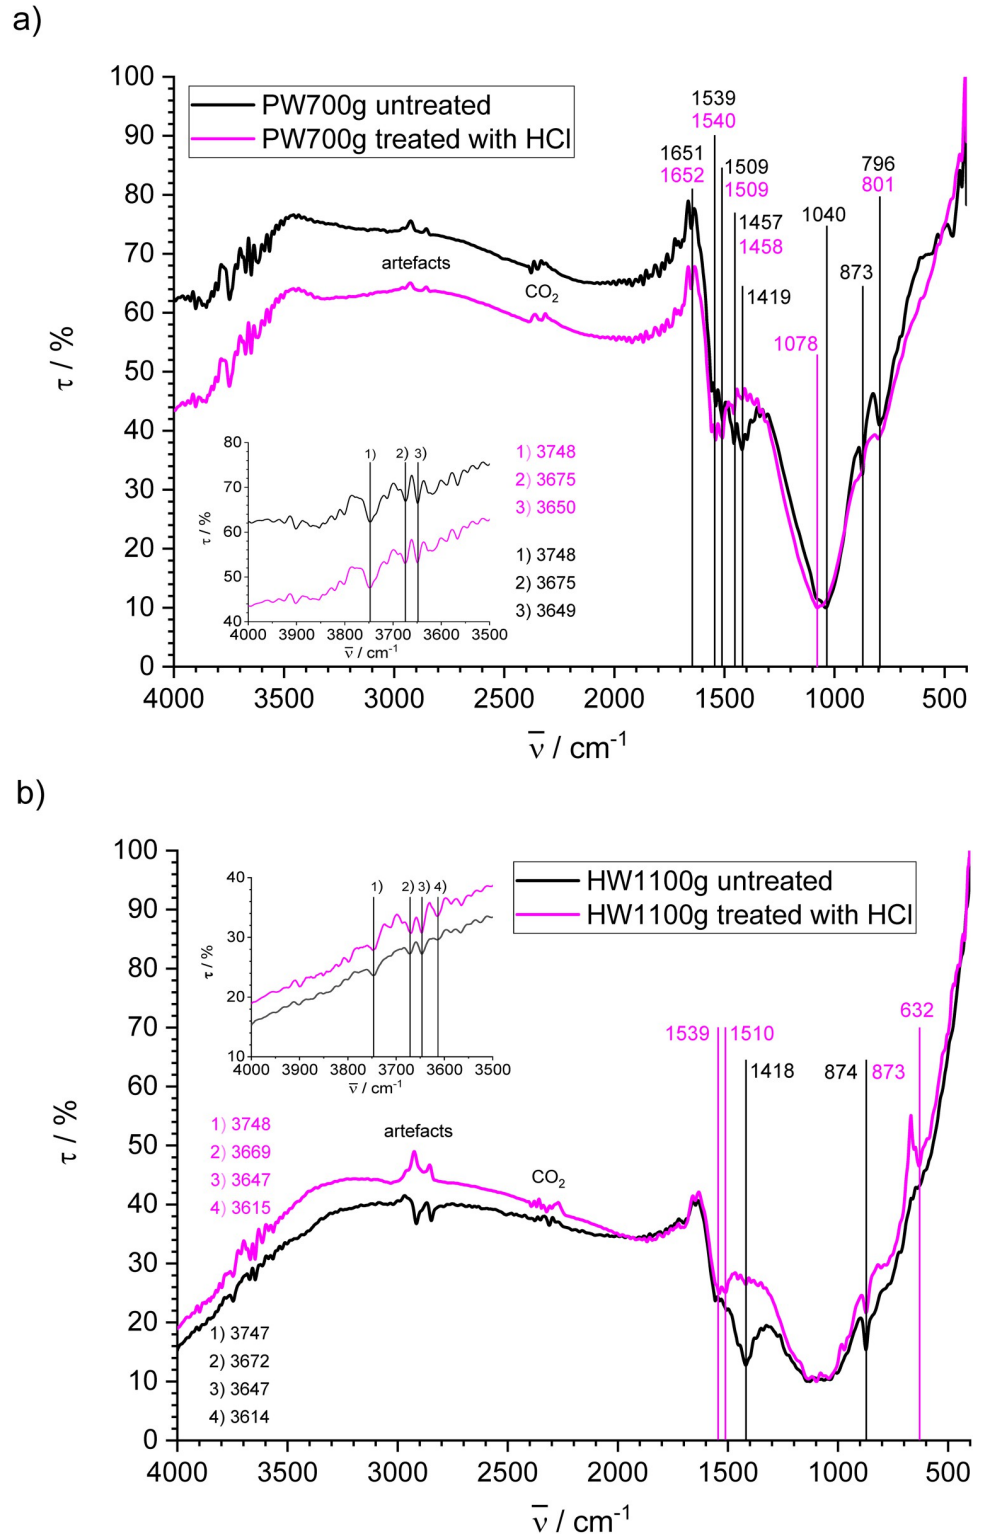 a)
PW700g untreated
PW700g treated with HCl
1539
1540
1651
1652
1509
1509
1457
1458
1419
1040
796
801
873
1078
artefacts
CO2
100
90
80
70
60
50
40
30
20
10
0
τ / %
80
70
60
50
40
τ / %
1) 2) 3)
4000 3900 3800 3700 3600 3500
ν̅ / cm-1
1) 3748
2) 3675
3) 3650
1) 3748
2) 3675
3) 3649
4000 3500 3000 2500 2000 1500 1000 500
ν̅ / cm-1
b)
HW1100g untreated
HW1100g treated with HCl
100
90
80
70
60
50
40
30
20
10
0
τ / %
40
30
20
10
τ / %
1) 2) 3) 4)
4000 3900 3800 3700 3600 3500
ν̅ / cm-1
1539 1510
1418
874 873
632
artefacts
CO2
1) 3748
2) 3669
3) 3647
4) 3615
1) 3747
2) 3672
3) 3647
4) 3614
4000 3500 3000 2500 2000 1500 1000 500
ν̅ / cm-1